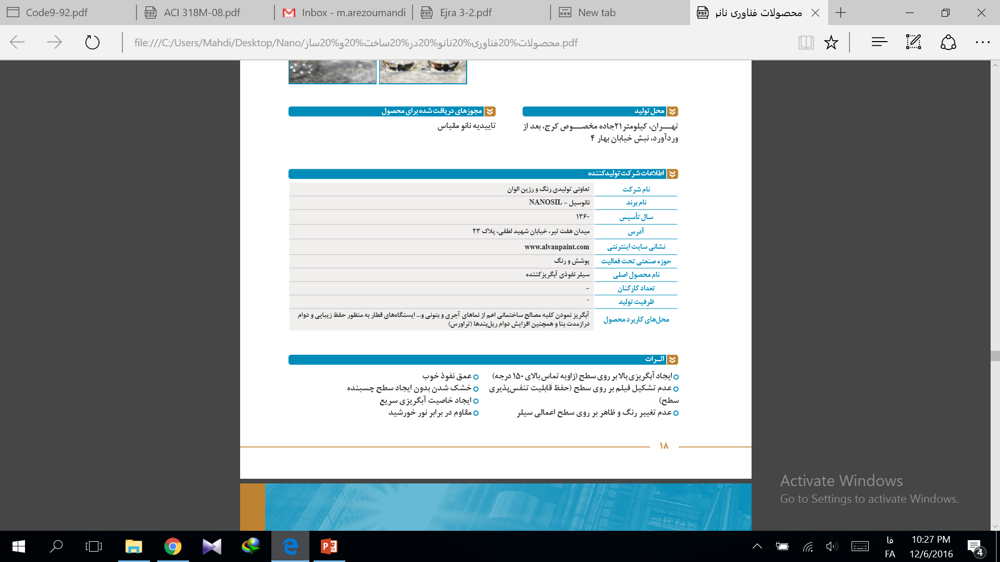 Code9-92.pdf
ACI 318M-08.pdf
Inbox - m.arezoumandi
Ejra 3-2.pdf
New tab
محصولات فناوری نانو
file:///C:/Users/Mahdi/Desktop/Nano/محصولات%20فناوری%20نانو%20در%20ساخت%20و%20ساز.pdf
محل تولید
تهـــران، کیلومتر۲۱جاده مخصـــوص کرج، بعد از
وردآورد، نبش خیابان بهار ۴
مجوزهای دریافت شده برای محصول
تاییدیه نانو مقیاس
اطلاعات شرکت تولیدکننده
نام شرکت تعاونی تولیدی رنگ و رزین الوان
نام برند نانوسیل - NANOSIL
سال تأسیس ۱۳۶۰
آدرس میدان هفت تیر، خیابان شهید لطفی، پلاک ۲۳
نشانی سایت اینترنتی www.alvanpaint.com
حوزه صنعتی تحت فعالیت پوشش و رنگ
نام محصول اصلی سیلر نفوذی آبگریزکننده
تعداد کارکنان -
ظرفیت تولید -
محل‌های کاربرد محصول آبگریز نمودن کلیه مصالح ساختمانی اعم از نماهای آجری و بتونی و... ایستگاه‌های قطار به منظور حفظ زیبایی و دوام
درازمدت بنا و همچنین افزایش دوام ریل‌بندها (تراورس)
اثـــرات
ایجاد آبگریزی بالا بر روی سطح (زاویه تماس بالای ۱۵۰ درجه)
عدم تشکیل فیلم بر روی سطح (حفظ قابلیت تنفس‌پذیری
سطح)
عدم تغییر رنگ و ظاهر بر روی سطح اعمالی سیلر
عمق نفوذ خوب
خشک شدن بدون ایجاد سطح چسبنده
ایجاد خاصیت آبگریزی سریع
مقاوم در برابر نور خورشید
۱۸
Activate Windows
Go to Settings to activate Windows.
فا
FA
10:27 PM
12/6/2016
4